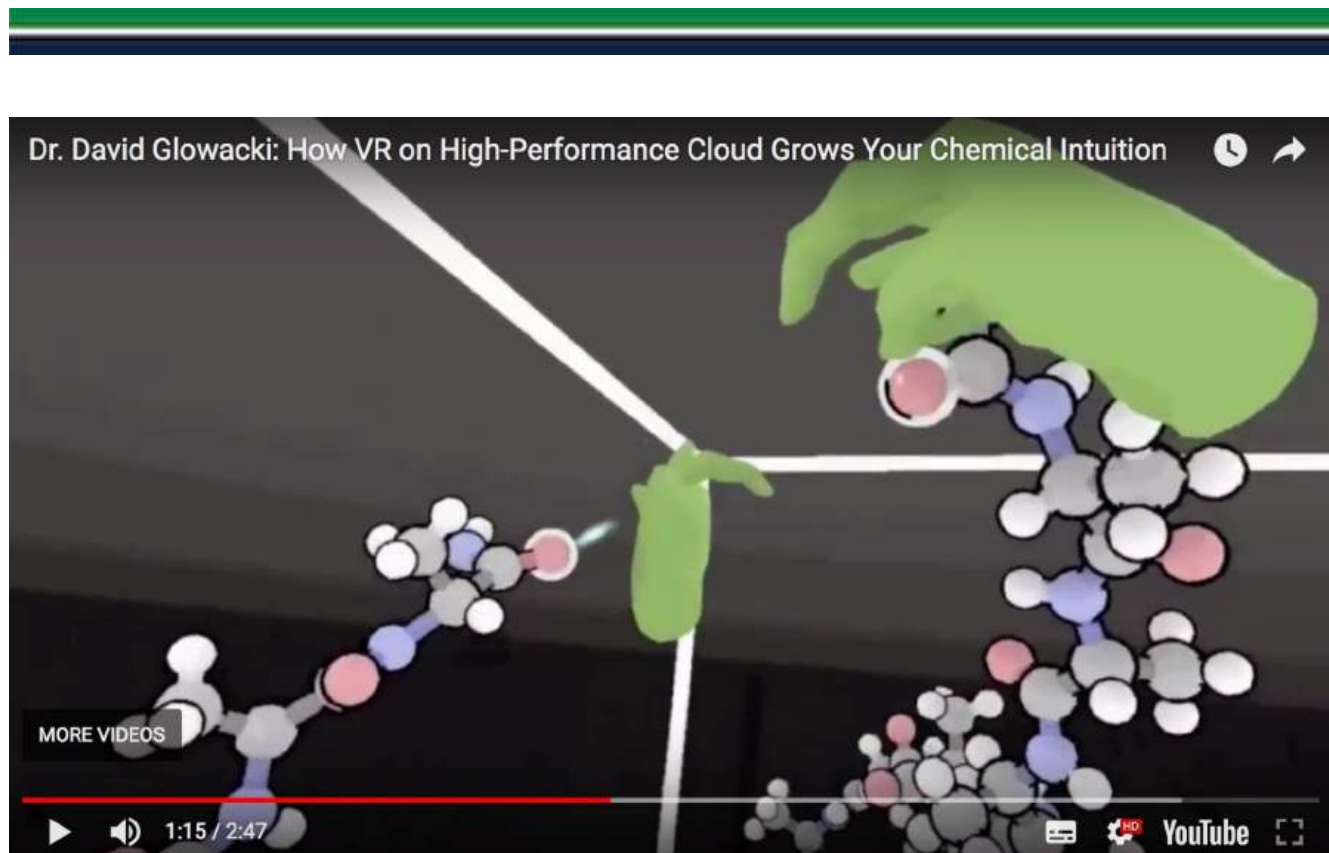 Dr. David Glowacki: How VR on High-Performance Cloud Grows Your Chemical Intuition
MORE VIDEOS
1:15 / 2:47
HD
YouTube